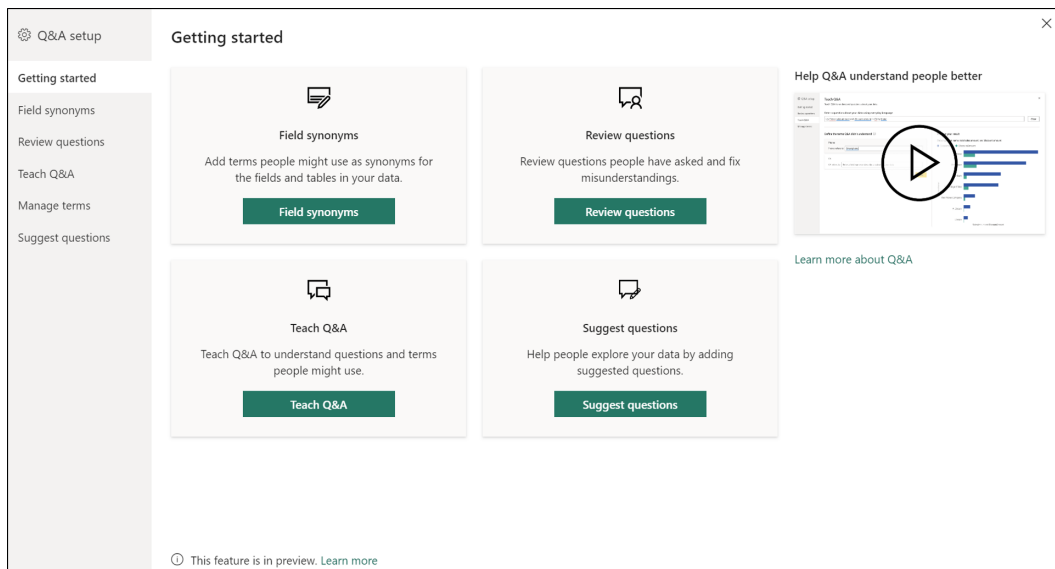 Q&A setup
Getting started
Field synonyms
Review questions
Teach Q&A
Manage terms
Suggest questions
Getting started
Field synonyms
Add terms people might use as synonyms for
the fields and tables in your data.
Field synonyms
Review questions
Review questions people have asked and fix
misunderstandings.
Review questions
Teach Q&A
Teach Q&A to understand questions and terms
people might use.
Teach Q&A
Suggest questions
Help people explore your data by adding
suggested questions.
Suggest questions
Help Q&A understand people better
Learn more about Q&A
This feature is in preview. Learn more